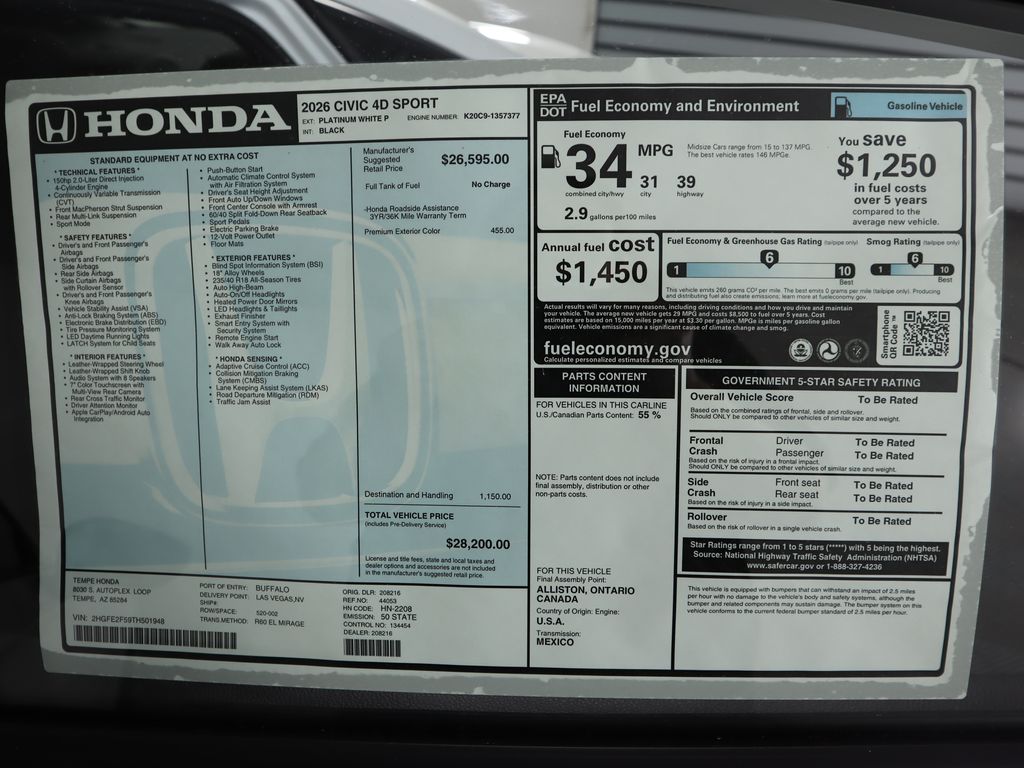 HONDA
2026 CIVIC 4D SPORT
EXT: PLATINUM WHITE P
ENGINE NUMBER: K20C9-1357377
INT: BLACK
STANDARD EQUIPMENT AT NO EXTRA COST
* TECHNICAL FEATURES *
• 150hp 2.0-Liter Direct Injection
4-Cylinder Engine
• Continuously Variable Transmission
(CVT)
• Front MacPherson Strut Suspension
• Rear Multi-Link Suspension
• Sport Mode
* SAFETY FEATURES *
• Driver's and Front Passenger's
Airbags
• Driver's and Front Passenger's
Side Airbags
• Rear Side Airbags
• Side Curtain Airbags
with Rollover Sensor
• Driver's and Front Passenger's
Knee Airbags
• Vehicle Stability Assist (VSA)
• Anti-Lock Braking System (ABS)
• Electronic Brake Distribution (EBD)
• Tire Pressure Monitoring System
• LED Daytime Running Lights
• LATCH System for Child Seats
* INTERIOR FEATURES *
• Leather-Wrapped Steering Wheel
• Leather-Wrapped Shift Knob
• Audio System with 8 Speakers
• 7" Color Touchscreen with
Multi-View Rear Camera
• Rear Cross Traffic Monitor
• Driver Attention Monitor
• Apple CarPlay/Android Auto
Integration
• Push-Button Start
• Automatic Climate Control System
with Air Filtration System
• Driver's Seat Height Adjustment
• Front Auto Up/Down Windows
• Front Center Console with Armrest
• 60/40 Split Fold-Down Rear Seatback
• Sport Pedals
• Electric Parking Brake
• 12-Volt Power Outlet
• Floor Mats
* EXTERIOR FEATURES *
• Blind Spot Information System (BSI)
• 18" Alloy Wheels
• 235/40 R18 All-Season Tires
• Auto High-Beam
• Auto-On/Off Headlights
• Heated Power Door Mirrors
• LED Headlights & Taillights
• Exhaust Finisher
• Smart Entry System with
Security System
• Remote Engine Start
• Walk Away Auto Lock
* HONDA SENSING *
• Adaptive Cruise Control (ACC)
• Collision Mitigation Braking
System (CMBS)
• Lane Keeping Assist System (LKAS)
• Road Departure Mitigation (RDM)
• Traffic Jam Assist
Manufacturer's
Suggested
Retail Price
$26,595.00
Full Tank of Fuel No Charge
-Honda Roadside Assistance
3YR/36K Mile Warranty Term
Premium Exterior Color 455.00
Destination and Handling 1,150.00
TOTAL VEHICLE PRICE
(includes Pre-Delivery Service)
$28,200.00
License and title fees, state and local taxes and
dealer options and accessories are not included
in the manufacturer's suggested retail price.
TEMPE HONDA
8030 S. AUTOPLEX LOOP
TEMPE, AZ 85284
VIN: 2HGFE2F59TH501948
PORT OF ENTRY: BUFFALO
DELIVERY POINT: LAS VEGAS,NV
SHIP#:
ROW/SPACE: 520-002
TRANS.METHOD: R60 EL MIRAGE
ORIG. DLR: 208216
REF.NO: 44053
HN CODE: HN-2208
EMISSION: 50 STATE
CONTROL NO: 134454
DEALER: 208216
EPA
DOT
Fuel Economy and Environment
Gasoline Vehicle
Fuel Economy
34 MPG
combined city/hwy
31 city
39 highway
2.9 gallons per100 miles
Midsize Cars range from 15 to 137 MPG.
The best vehicle rates 146 MPGe.
You save
$1,250
in fuel costs
over 5 years
compared to the
average new vehicle.
Annual fuel cost
$1,450
Fuel Economy & Greenhouse Gas Rating (tailpipe only)
6
1 10
Best
Smog Rating (tailpipe only)
6
1 10
Best
This vehicle emits 260 grams CO² per mile. The best emits 0 grams per mile (tailpipe only). Producing
and distributing fuel also create emissions; learn more at fueleconomy.gov.
Actual results will vary for many reasons, including driving conditions and how you drive and maintain
your vehicle. The average new vehicle gets 29 MPG and costs $8,500 to fuel over 5 years. Cost
estimates are based on 15,000 miles per year at $3.30 per gallon. MPGe is miles per gasoline gallon
equivalent. Vehicle emissions are a significant cause of climate change and smog.
fueleconomy.gov
Calculate personalized estimates and compare vehicles
Smartphone
QR Code
PARTS CONTENT
INFORMATION
FOR VEHICLES IN THIS CARLINE
U.S./Canadian Parts Content: 55 %
NOTE: Parts content does not include
final assembly, distribution or other
non-parts costs.
FOR THIS VEHICLE
Final Assembly Point:
ALLISTON, ONTARIO
CANADA
Country of Origin: Engine:
U.S.A.
Transmission:
MEXICO
GOVERNMENT 5-STAR SAFETY RATING
Overall Vehicle Score To Be Rated
Based on the combined ratings of frontal, side and rollover.
Should ONLY be compared to other vehicles of similar size and weight.
Frontal Driver To Be Rated
Crash Passenger To Be Rated
Based on the risk of injury in a frontal impact.
Should ONLY be compared to other vehicles of similar size and weight.
Side Front seat To Be Rated
Crash Rear seat To Be Rated
Based on the risk of injury in a side impact.
Rollover To Be Rated
Based on the risk of rollover in a single vehicle crash.
Star Ratings range from 1 to 5 stars (*****) with 5 being the highest.
Source: National Highway Traffic Safety Administration (NHTSA)
www.safercar.gov or 1-888-327-4236
This vehicle is equipped with bumpers that can withstand an impact of 2.5 miles
per hour with no damage to the vehicle's body and safety systems, although the
bumper and related components may sustain damage. The bumper system on this
vehicle conforms to the current federal bumper standard of 2.5 miles per hour.